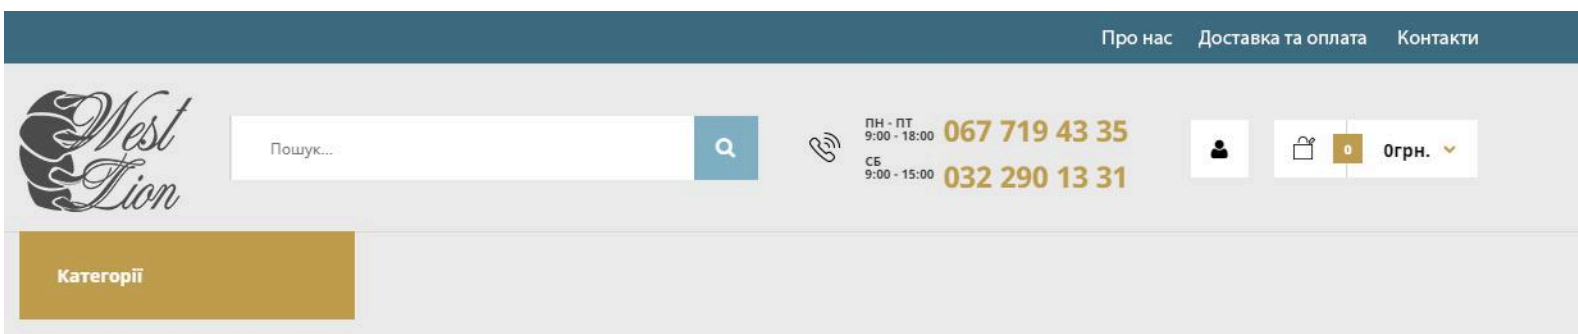 Про нас Доставка та оплата Контакти
West
Lion
Пошук...
ПН - ПТ
9:00 - 18:00 067 719 43 35
СБ
9:00 - 15:00 032 290 13 31
0 0грн.
Категорії